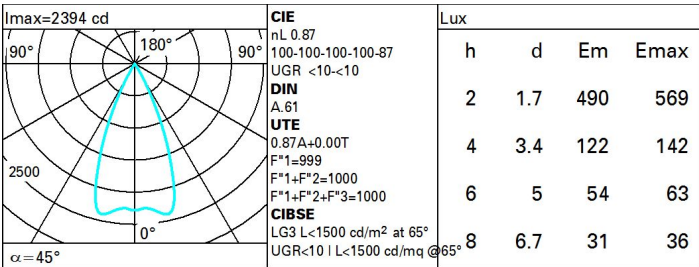 Imax=2394 cd
90°
180°
90°
2500
0°
α=45°
CIE
nL 0.87
100-100-100-100-87
UGR <10-<10
DIN
A.61
UTE
0.87A+0.00T
F"1=999
F"1+F"2=1000
F"1+F"2+F"3=1000
CIBSE
LG3 L<1500 cd/m² at 65°
UGR<10 | L<1500 cd/mq @65°
Lux
h d Em Emax
2 1.7 490 569
4 3.4 122 142
6 5 54 63
8 6.7 31 36